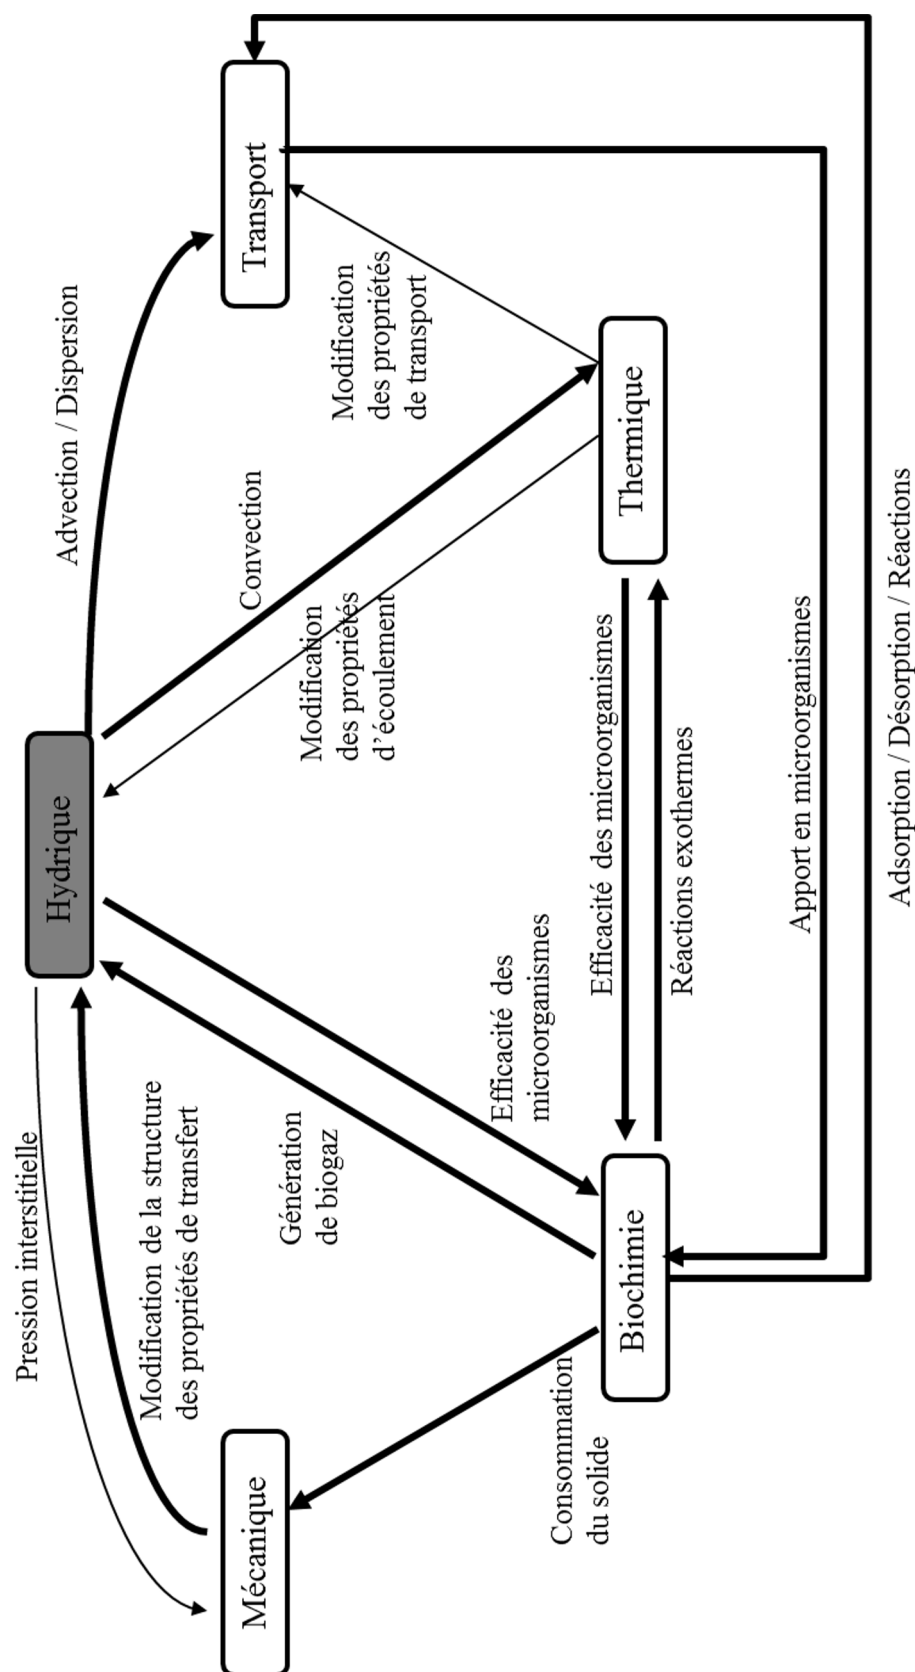 Hydrique
Pression interstitielle
Advection / Dispersion
Modification de la structure
des propriétés de transfert
Convection
Mécanique
Transport
Génération
de biogaz
Modification
des propriétés
d'écoulement
Modification
des propriétés
de transport
Efficacité des
microorganismes
Consommation
du solide
Efficacité des microorganismes
Biochimie
Thermique
Réactions exothermes
Apport en microorganismes
Adsorption / Désorption / Réactions